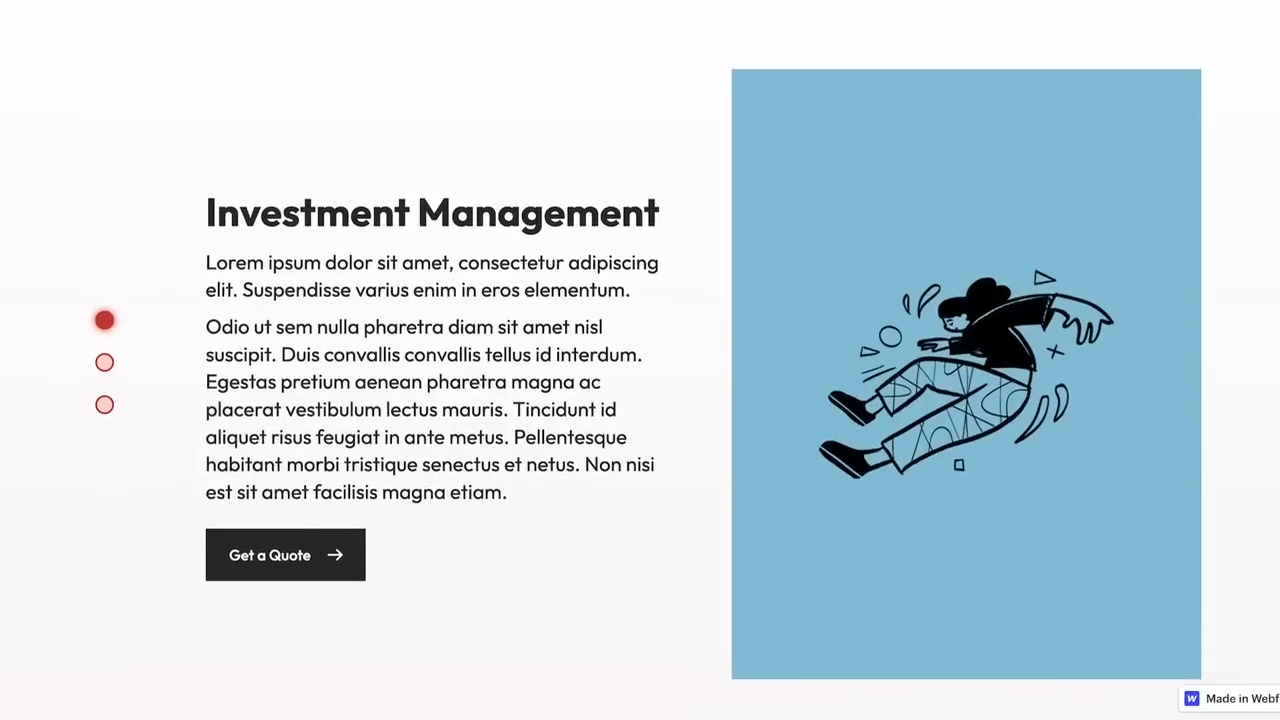 Investment Management
Lorem ipsum dolor sit amet, consectetur adipiscing
elit. Suspendisse varius enim in eros elementum.
Odio ut sem nulla pharetra diam sit amet nisl
suscipit. Duis convallis convallis tellus id interdum.
Egestas pretium aenean pharetra magna ac
placerat vestibulum lectus mauris. Tincidunt id
aliquet risus feugiat in ante metus. Pellentesque
habitant morbi tristique senectus et netus. Non nisi
est sit amet facilisis magna etiam.
Get a Quote
Made in Webf